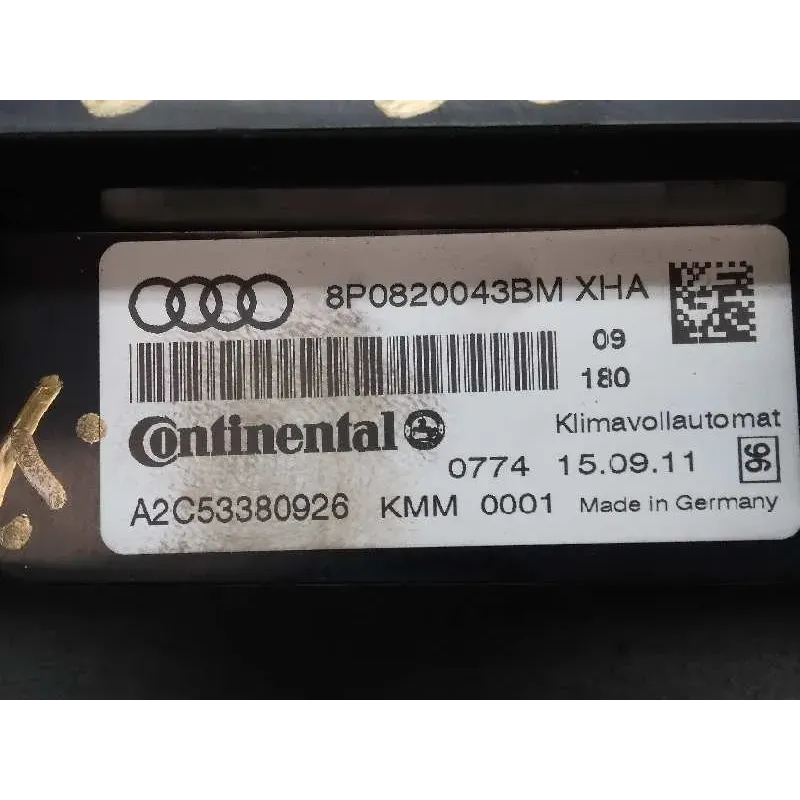 8P0820043BM XHA
09
180
Continental
Klimavollautomat
0774 15.09.11 96
A2C53380926 KMM 0001 Made in Germany